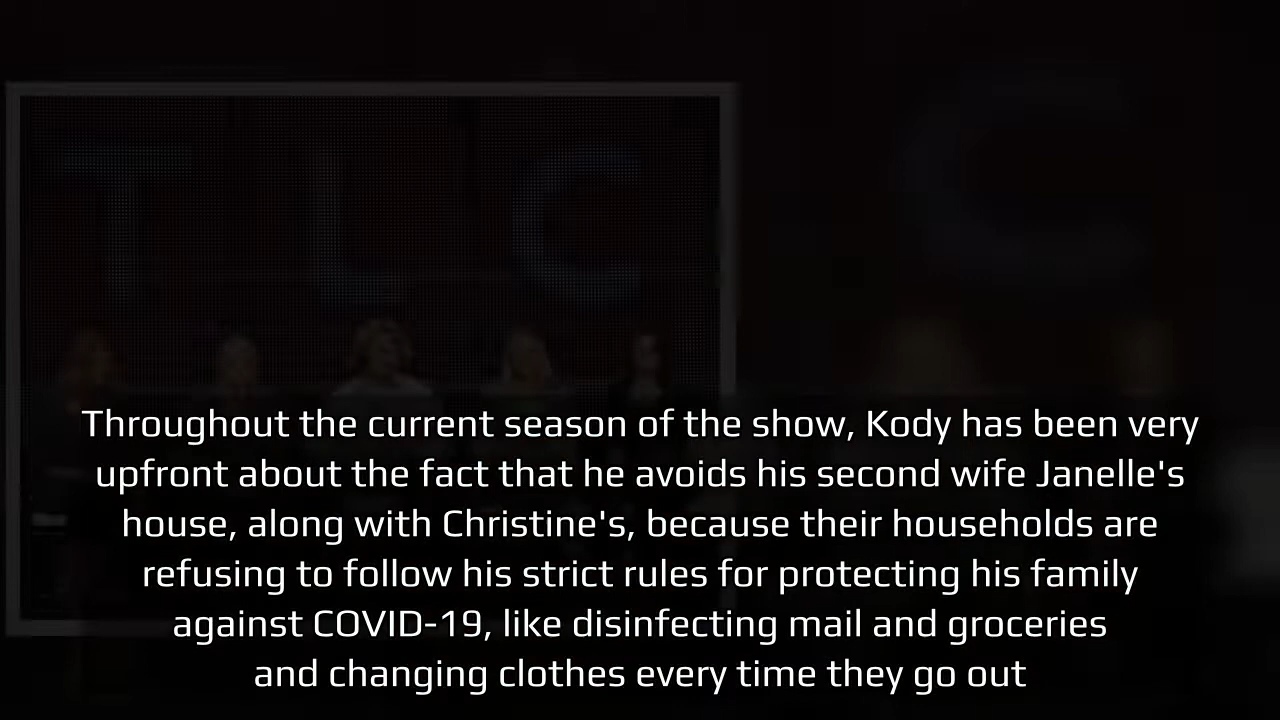 T L C
C
Throughout the current season of the show, Kody has been very
upfront about the fact that he avoids his second wife Janelle's
house, along with Christine's, because their households are
refusing to follow his strict rules for protecting his family
against COVID-19, like disinfecting mail and groceries
and changing clothes every time they go out